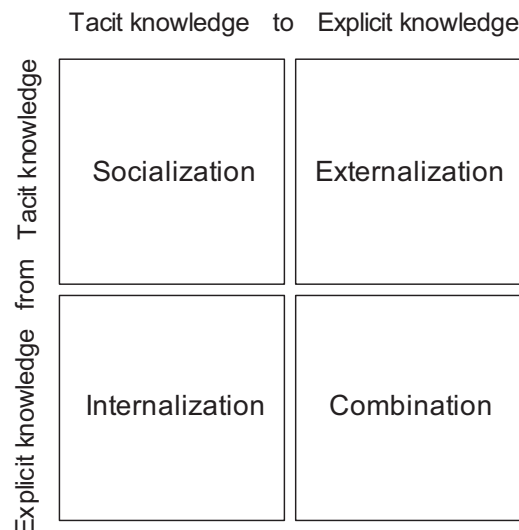 Tacit knowledge to Explicit knowledge
Explicit knowledge from Tacit knowledge
Socialization Externalization
Internalization Combination